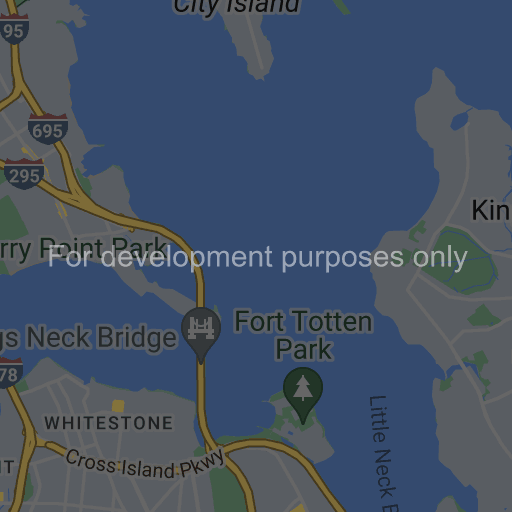 City Island
95
695
295
Kin
rry Point Park
For development purposes only
gs Neck Bridge
Fort Totten
Park
78
WHITESTONE
Little Neck B
Cross Island Pkwy
NT